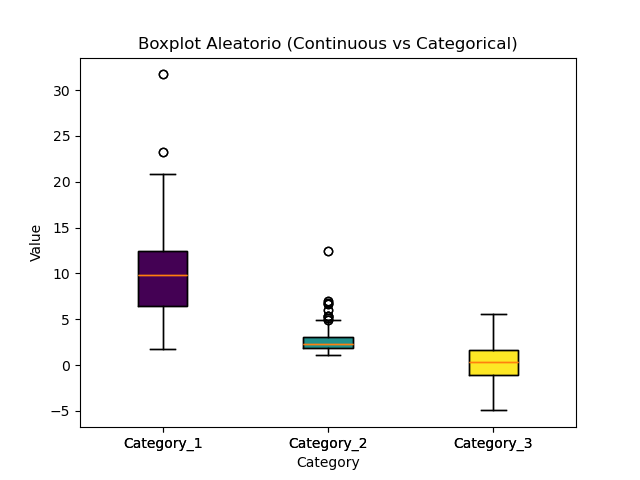 Boxplot Aleatorio (Continuous vs Categorical)
30
25
20
15
10
5
0
−5
Value
Category_1
Category_2
Category_3
Category